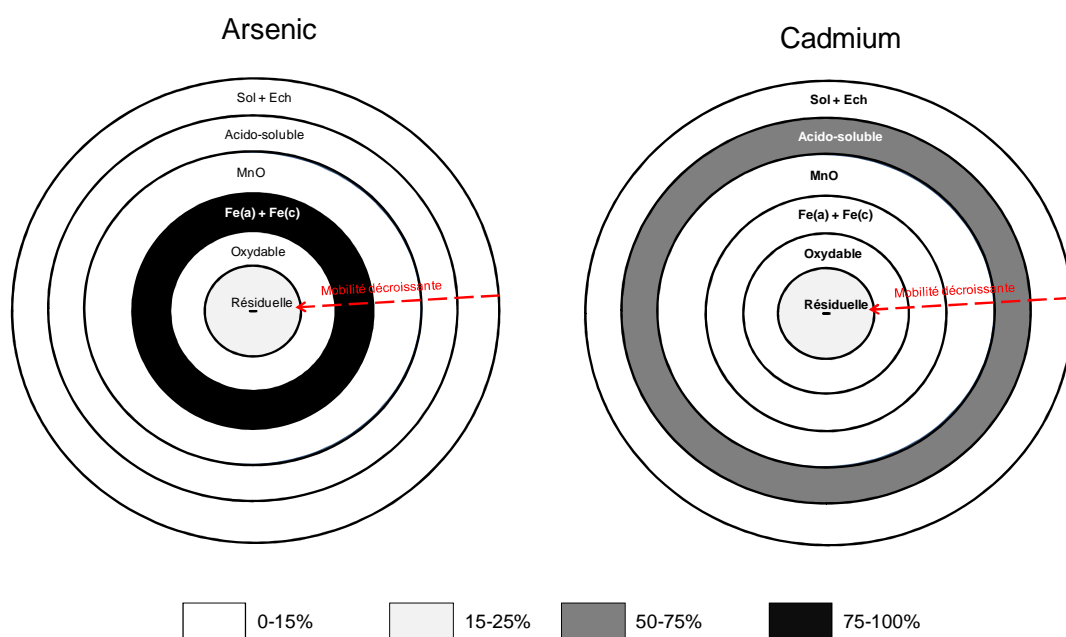 Arsenic
Sol + Ech
Acido-soluble
MnO
Fe(a) + Fe(c)
Oxydable
Résiduelle
Mobilité décroissante
Cadmium
Sol + Ech
Acido-soluble
MnO
Fe(a) + Fe(c)
Oxydable
Résiduelle
Mobilité décroissante
0-15%
15-25%
50-75%
75-100%